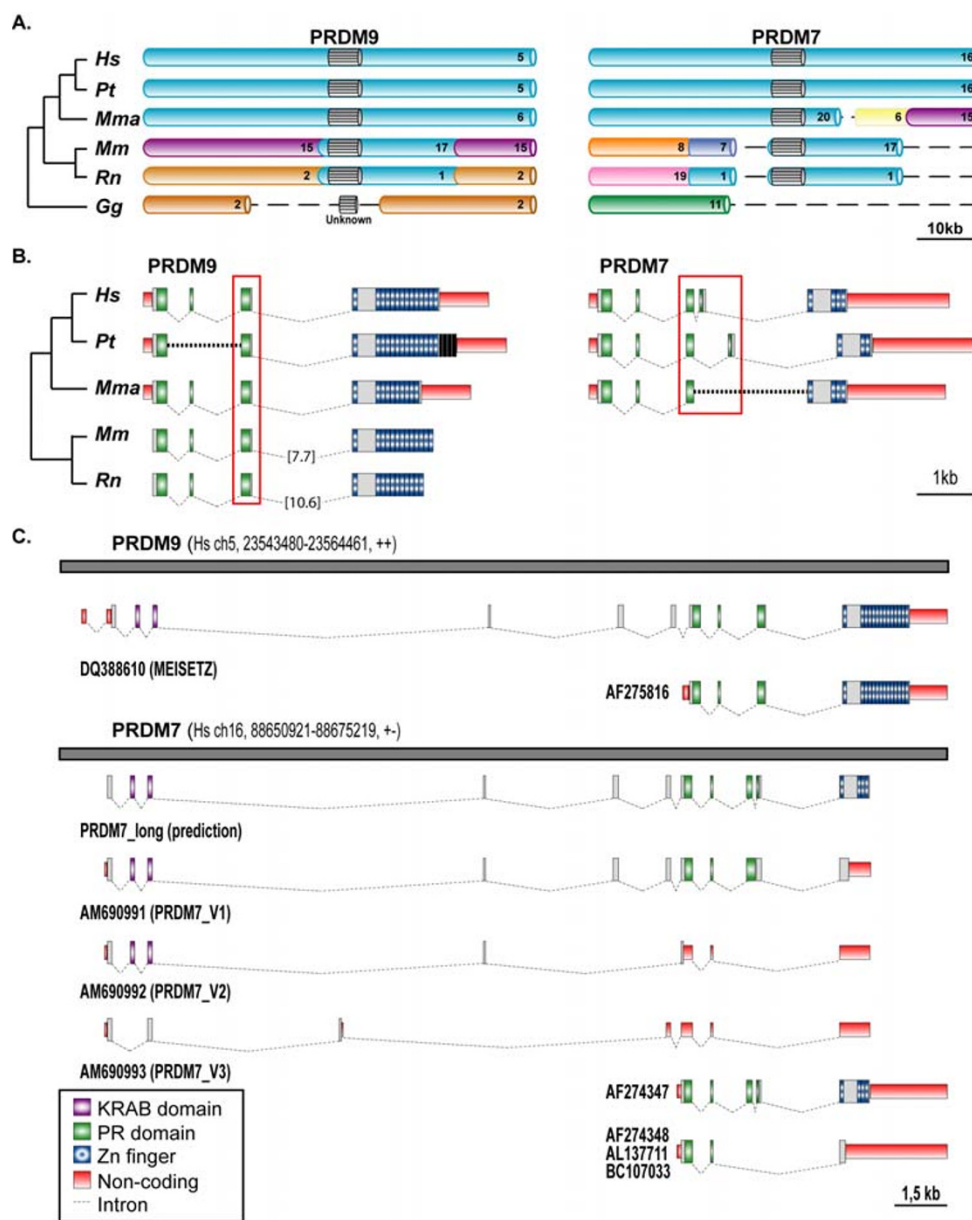 A.
PRDM9 PRDM7
Hs 5 16
Pt 5 16
Mma 6 20 6 15
Mm 15 17 15 8 7 17
Rn 2 1 2 19 1 1
Gg 2 2 11
Unknown
10kb
B.
PRDM9 PRDM7
Hs
Pt
Mma
Mm [7.7]
Rn [10.6]
1kb
C.
PRDM9 (Hs ch5, 23543480-23564461, ++)
DQ388610 (MEISETZ)
AF275816
PRDM7 (Hs ch16, 88650921-88675219, +-)
PRDM7_long (prediction)
AM690991 (PRDM7_V1)
AM690992 (PRDM7_V2)
AM690993 (PRDM7_V3)
AF274347
AF274348
AL137711
BC107033
KRAB domain
PR domain
Zn finger
Non-coding
Intron
1,5 kb